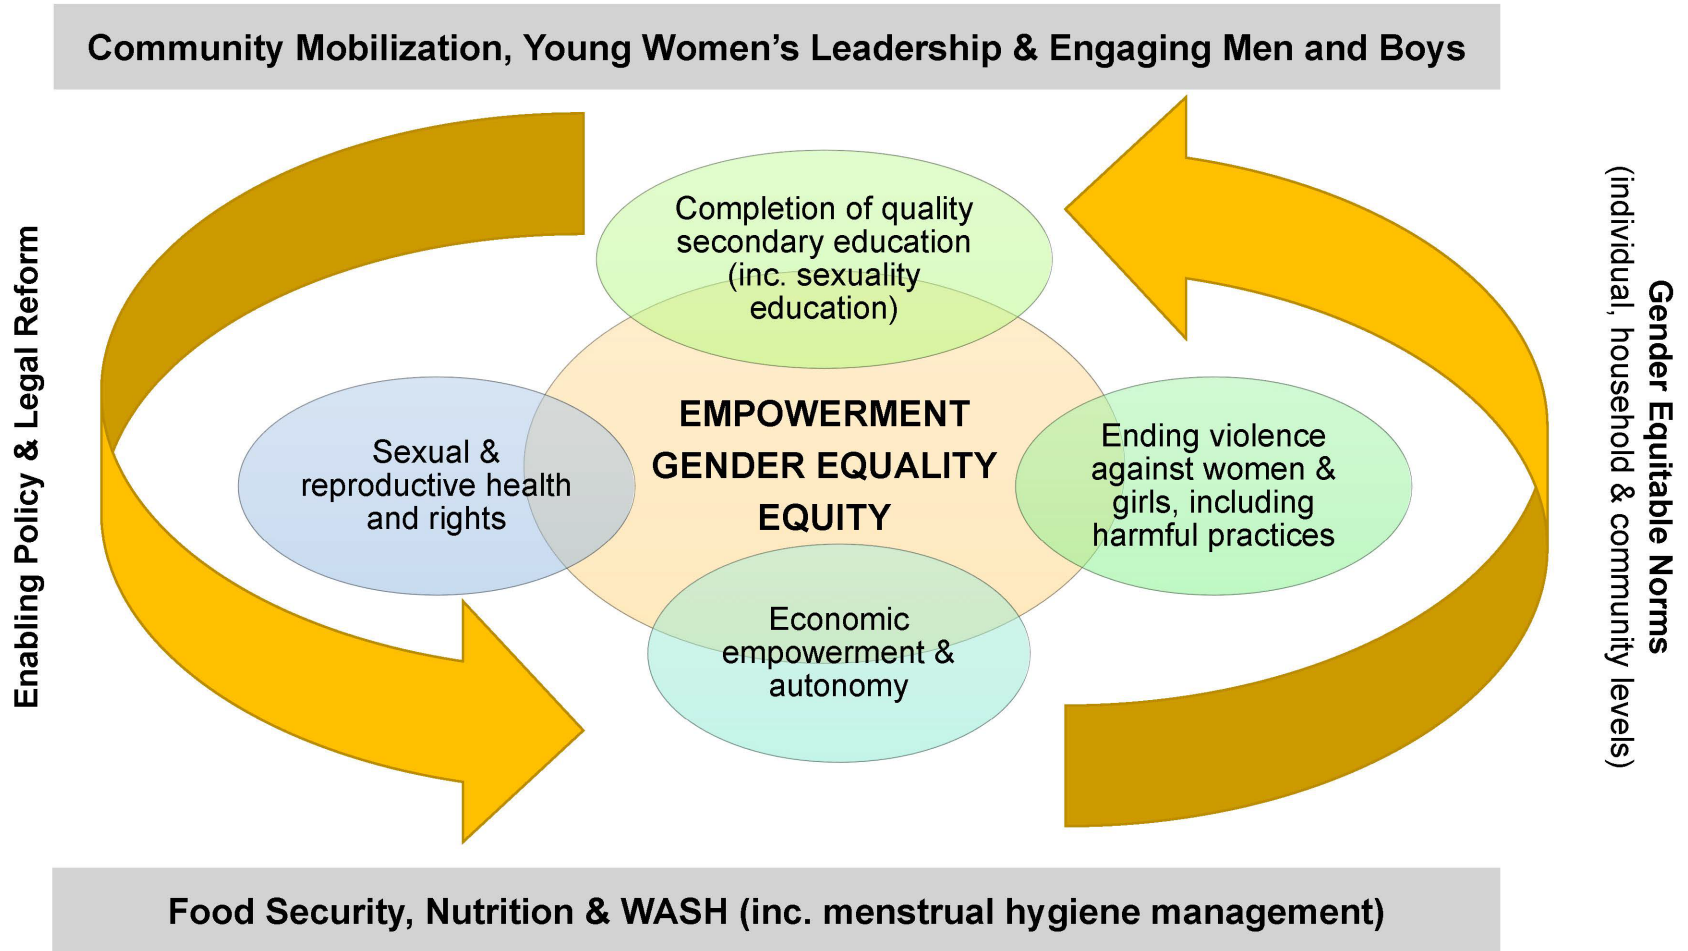 Community Mobilization, Young Women’s Leadership & Engaging Men and Boys
Enabling Policy & Legal Reform
Completion of quality
secondary education
(inc. sexuality
education)
Sexual &
reproductive health
and rights
EMPOWERMENT
GENDER EQUALITY
EQUITY
Ending violence
against women &
girls, including
harmful practices
Economic
empowerment &
autonomy
Gender Equitable Norms
(individual, household & community levels)
Food Security, Nutrition & WASH (inc. menstrual hygiene management)